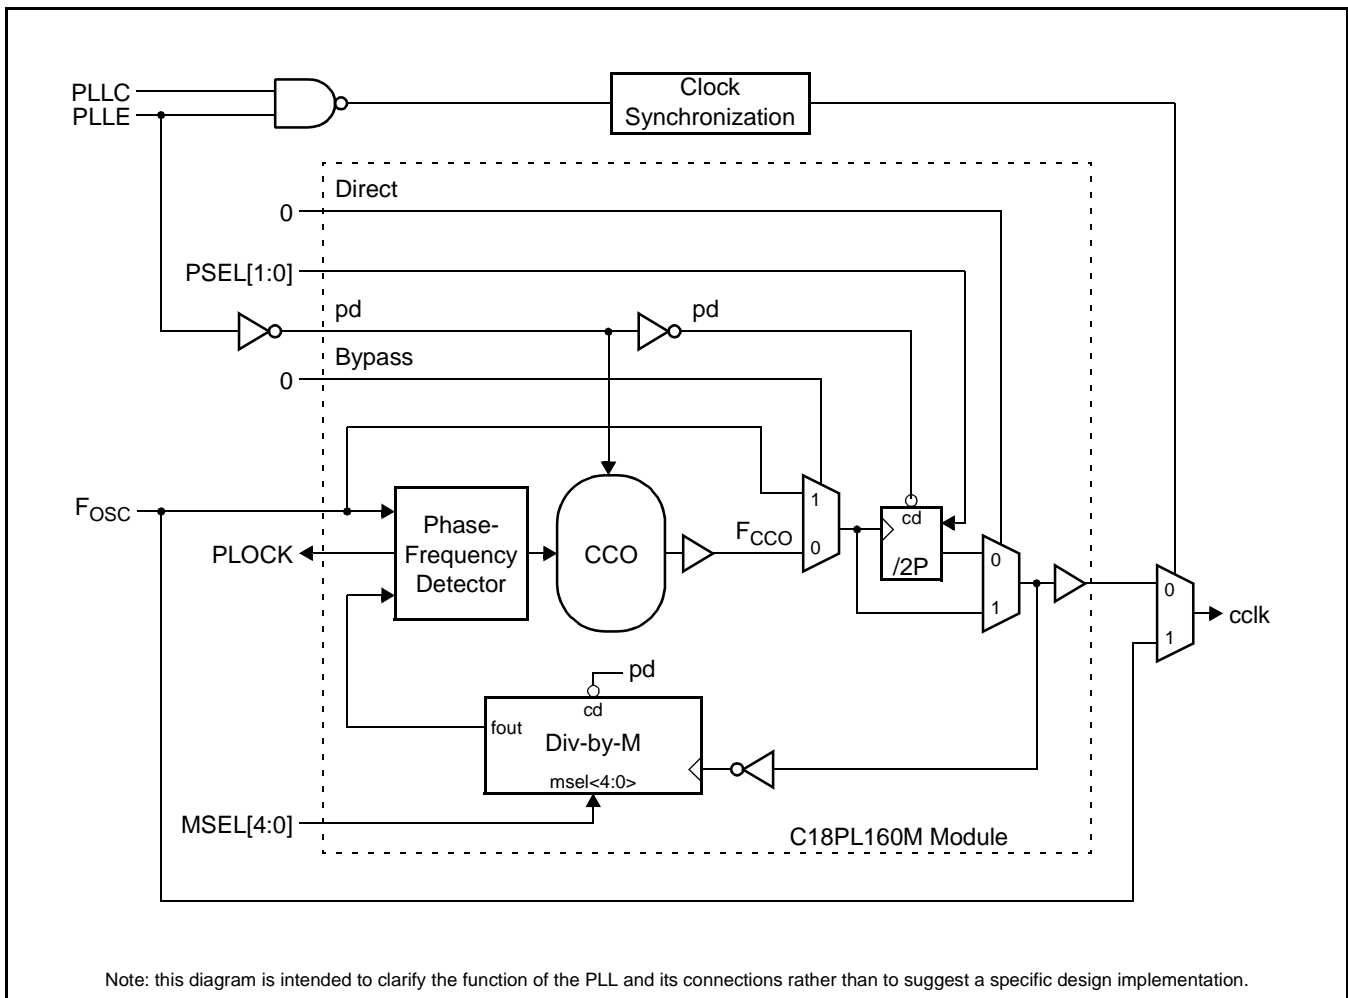 PLLC
PLLE
Clock
Synchronization
Direct
0
PSEL[1:0]
pd
pd
Bypass
0
FOSC
PLOCK
Phase-
Frequency
Detector
CCO
FCCO
1
0
cd
/2P
0
1
0
1
cclk
pd
cd
fout
Div-by-M
msel<4:0>
MSEL[4:0]
C18PL160M Module
Note: this diagram is intended to clarify the function of the PLL and its connections rather than to suggest a specific design implementation.